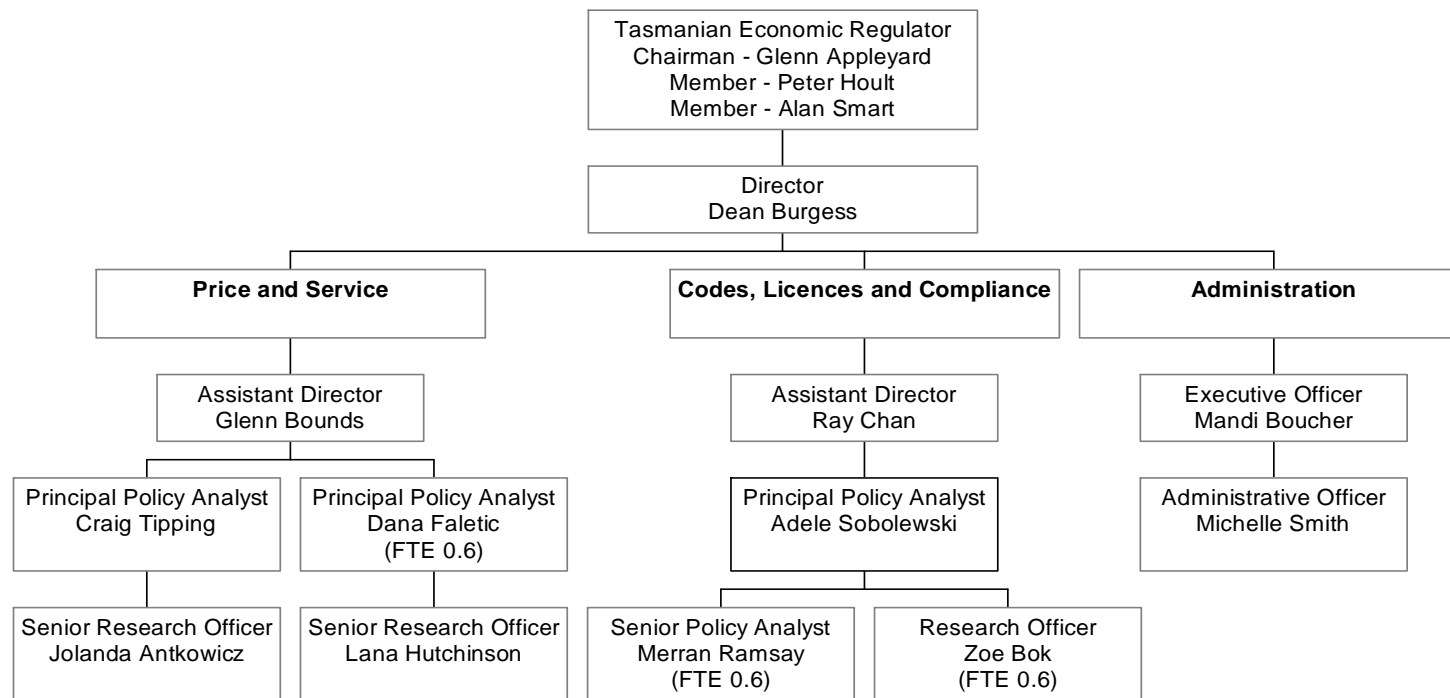 Tasmanian Economic Regulator
Chairman - Glenn Appleyard
Member - Peter Hoult
Member - Alan Smart
Director
Dean Burgess
Price and Service
Codes, Licences and Compliance
Administration
Assistant Director
Glenn Bounds
Assistant Director
Ray Chan
Executive Officer
Mandi Boucher
Principal Policy Analyst
Craig Tipping
Principal Policy Analyst
Dana Faletic
(FTE 0.6)
Principal Policy Analyst
Adele Sobolewski
Administrative Officer
Michelle Smith
Senior Research Officer
Jolanda Antkowicz
Senior Research Officer
Lana Hutchinson
Senior Policy Analyst
Merran Ramsay
(FTE 0.6)
Research Officer
Zoe Bok
(FTE 0.6)